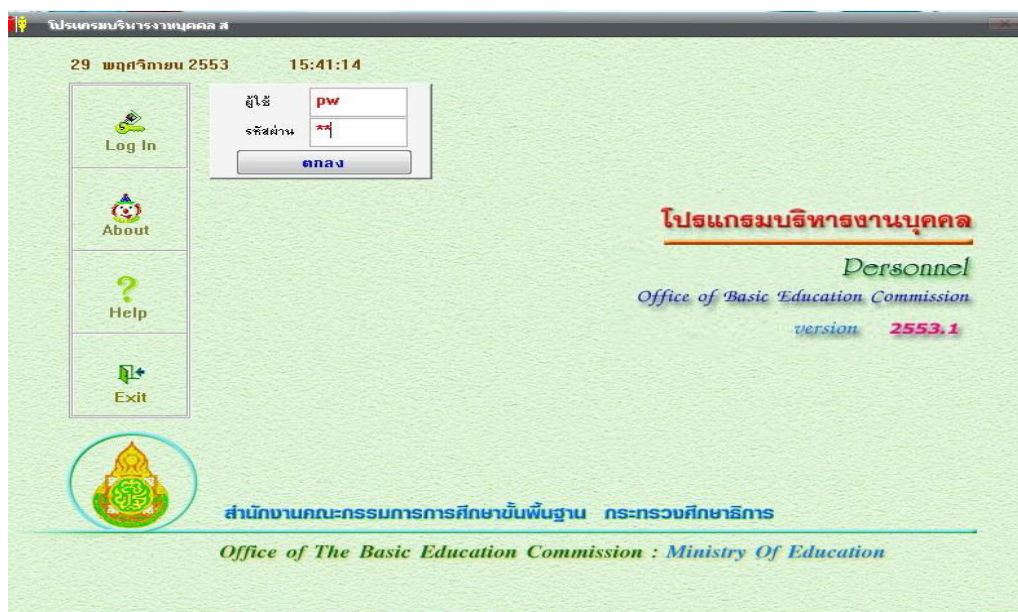 โปรแกรมบริหารงานบุคคล ส
29 พฤศจิกายน 2553 15:41:14
ผู้ใช้ pw
รหัสผ่าน **
ตกลง
Log In
About
Help
Exit
โปรแกรมบริหารงานบุคคล
Personnel
Office of Basic Education Commission
version 2553.1
สำนักงานคณะกรรมการการศึกษาขั้นพื้นฐาน กระทรวงศึกษาธิการ
Office of The Basic Education Commission : Ministry Of Education